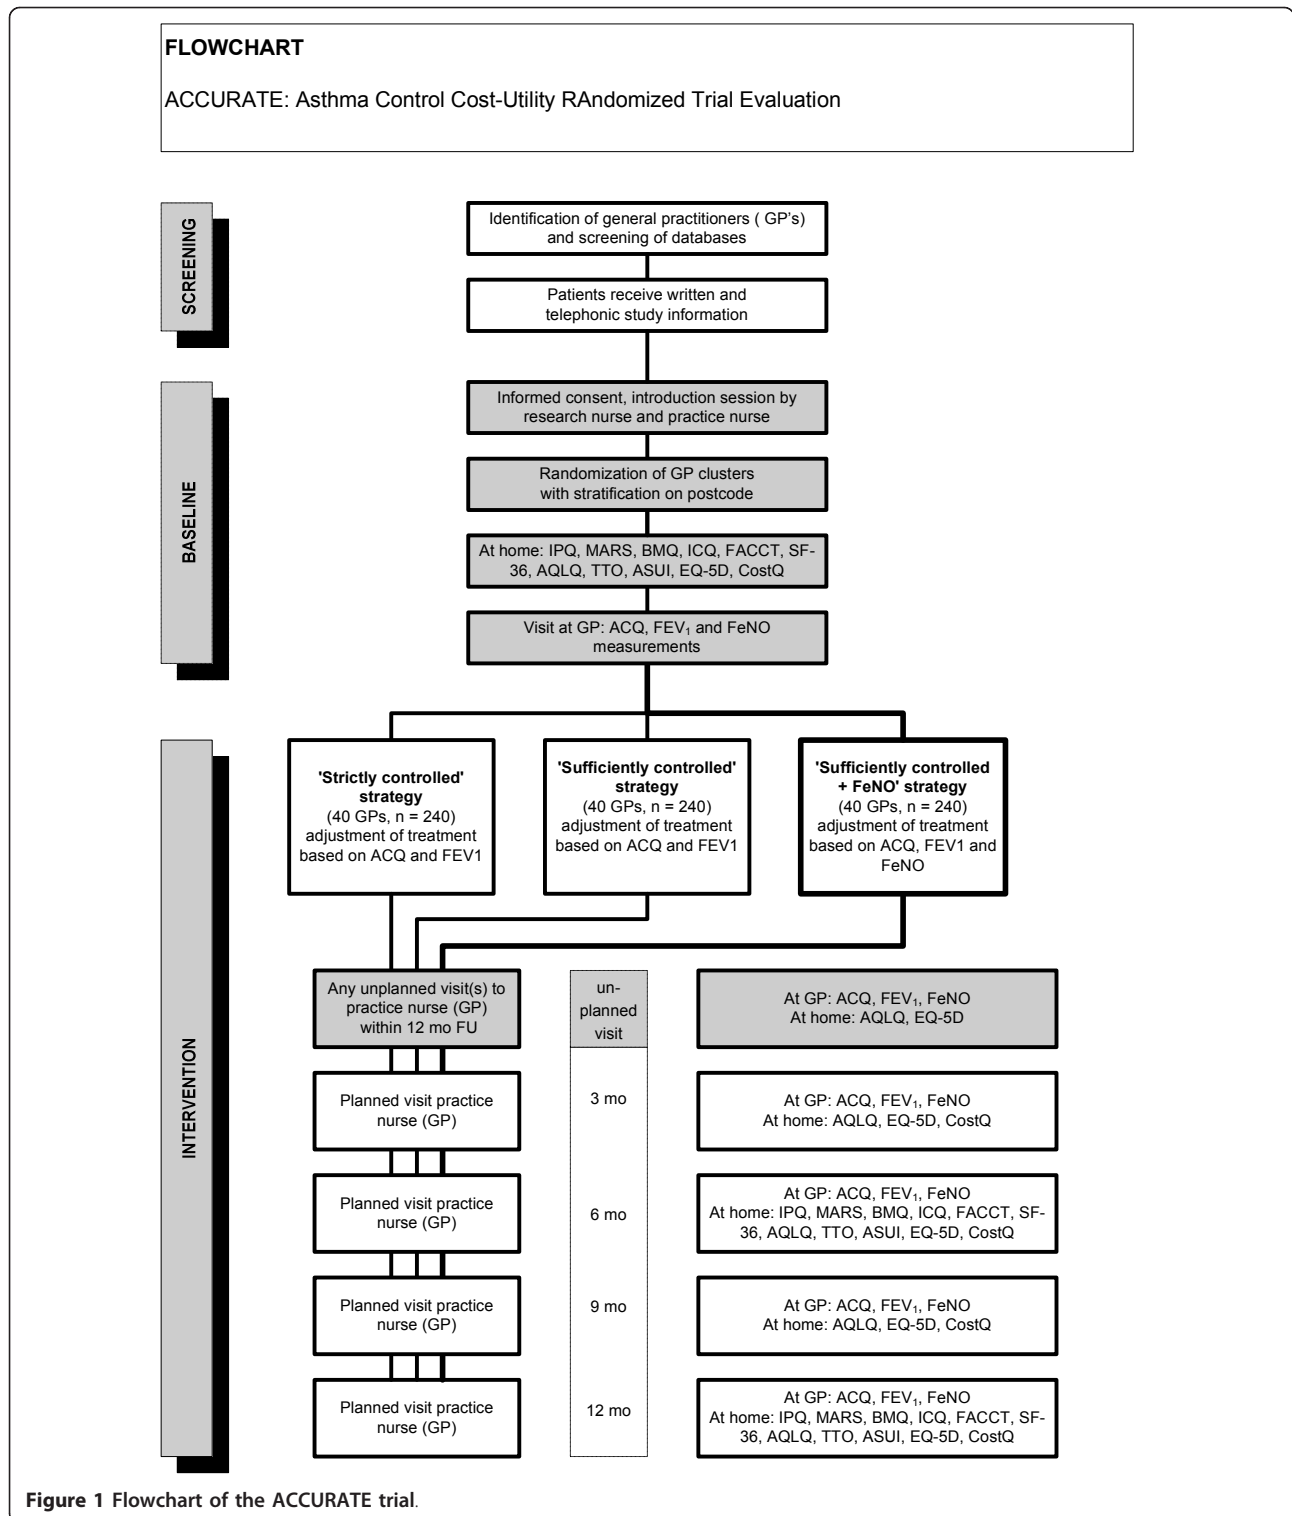 FLOWCHART
ACCURATE: Asthma Control Cost-Utility RAndomized Trial Evaluation
SCREENING
Identification of general practitioners ( GP's)
and screening of databases
Patients receive written and
telephonic study information
BASELINE
Informed consent, introduction session by
research nurse and practice nurse
Randomization of GP clusters
with stratification on postcode
At home: IPQ, MARS, BMQ, ICQ, FACCT, SF-
36, AQLQ, TTO, ASUI, EQ-5D, CostQ
Visit at GP: ACQ, FEV₁ and FeNO
measurements
INTERVENTION
'Strictly controlled'
strategy
(40 GPs, n = 240)
adjustment of treatment
based on ACQ and FEV1
'Sufficiently controlled'
strategy
(40 GPs, n = 240)
adjustment of treatment
based on ACQ and FEV1
'Sufficiently controlled
+ FeNO' strategy
(40 GPs, n = 240)
adjustment of treatment
based on ACQ, FEV1 and
FeNO
Any unplanned visit(s) to
practice nurse (GP)
within 12 mo FU
un-
planned
visit
At GP: ACQ, FEV₁, FeNO
At home: AQLQ, EQ-5D
Planned visit practice
nurse (GP)
3 mo
At GP: ACQ, FEV₁, FeNO
At home: AQLQ, EQ-5D, CostQ
Planned visit practice
nurse (GP)
6 mo
At GP: ACQ, FEV₁, FeNO
At home: IPQ, MARS, BMQ, ICQ, FACCT, SF-
36, AQLQ, TTO, ASUI, EQ-5D, CostQ
Planned visit practice
nurse (GP)
9 mo
At GP: ACQ, FEV₁, FeNO
At home: AQLQ, EQ-5D, CostQ
Planned visit practice
nurse (GP)
12 mo
At GP: ACQ, FEV₁, FeNO
At home: IPQ, MARS, BMQ, ICQ, FACCT, SF-
36, AQLQ, TTO, ASUI, EQ-5D, CostQ
Figure 1 Flowchart of the ACCURATE trial.